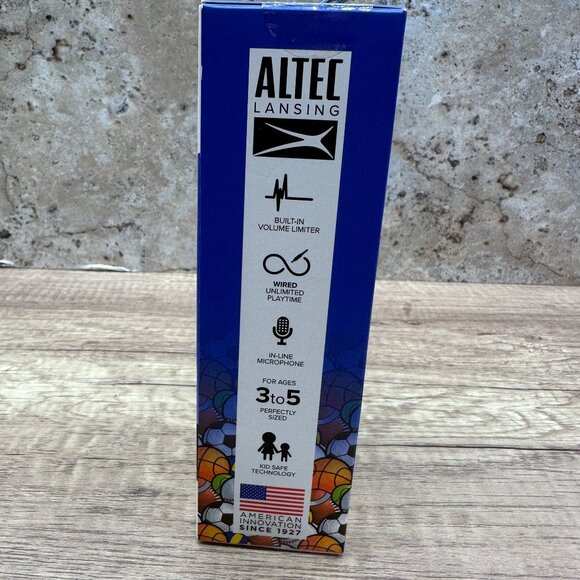 ALTEC
LANSING
BUILT-IN
VOLUME LIMITER
WIRED
UNLIMITED
PLAYTIME
IN-LINE
MICROPHONE
FOR AGES
3to5
PERFECTLY
SIZED
KID SAFE
TECHNOLOGY
AMERICAN
INNOVATION
SINCE 1927